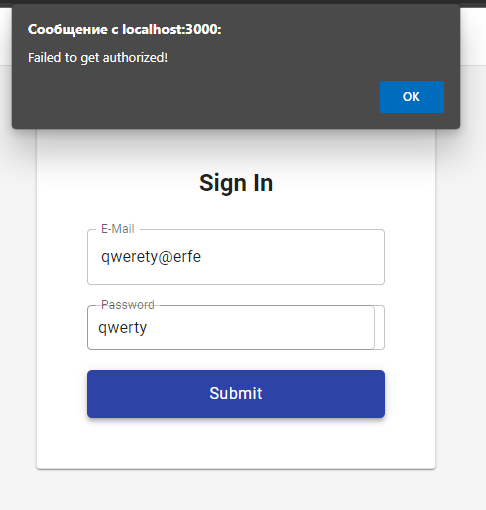 Сообщение с localhost:3000:
Failed to get authorized!
OK
Sign In
E-Mail
qwerety@erfe
Password
qwerty
Submit